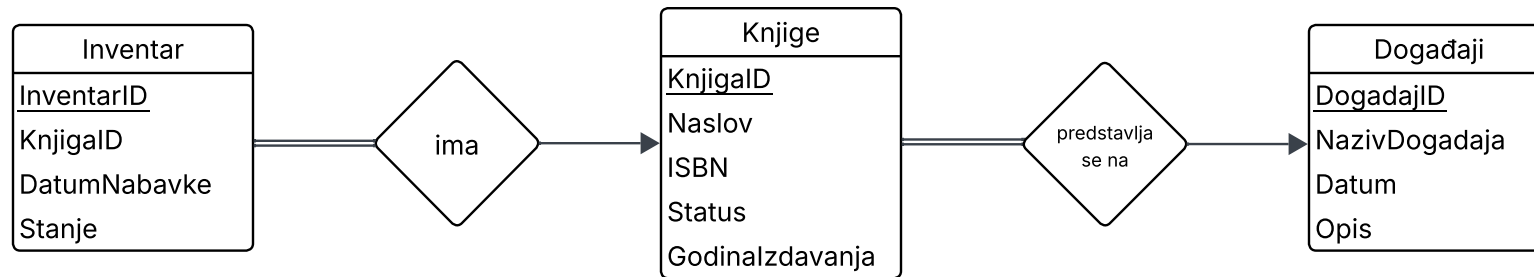 Inventar
InventarID
KnjigaID
DatumNabavke
Stanje
ima
Knjige
KnjigaID
Naslov
ISBN
Status
GodinaIzdavanja
predstavlja
se na
Događaji
DogadajID
NazivDogadaja
Datum
Opis